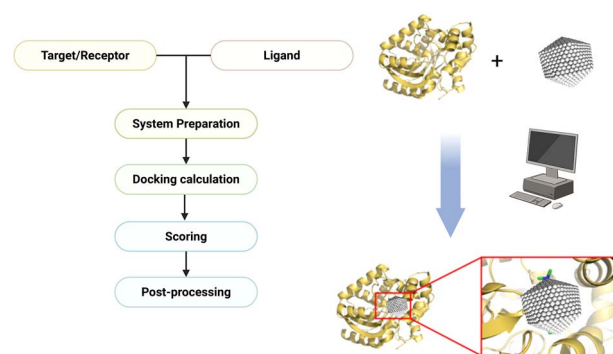 Target/Receptor
Ligand
System Preparation
Docking calculation
Scoring
Post-processing
+